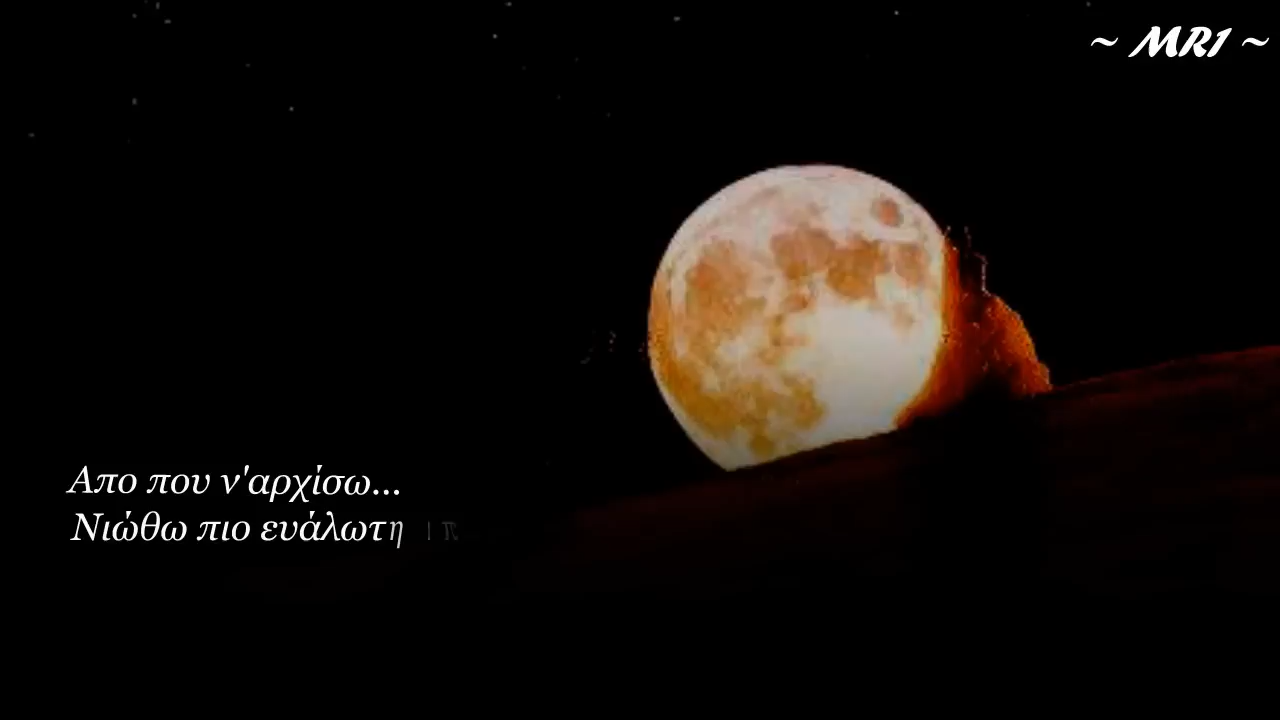 ~ MR1 ~
Απο που ν'αρχίσω...
Νιώθω πιο ευάλωτη